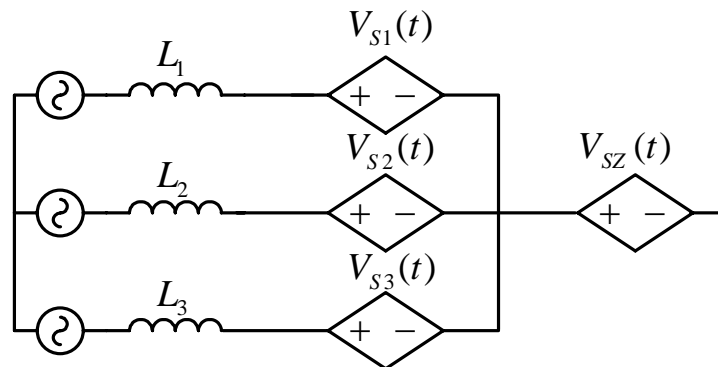 V_{S1}(t)
L_1
+ −
V_{S2}(t)
V_{SZ}(t)
L_2
+ −
+ −
V_{S3}(t)
L_3
+ −